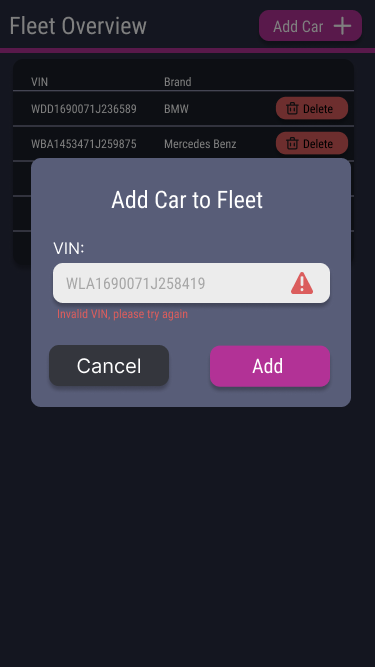 Fleet Overview
Add Car
VIN Brand
WDD1690071J236589 BMW Delete
WBA1453471J259875 Mercedes Benz Delete
Add Car to Fleet
VIN:
WLA1690071J258419
Invalid VIN, please try again
Cancel Add